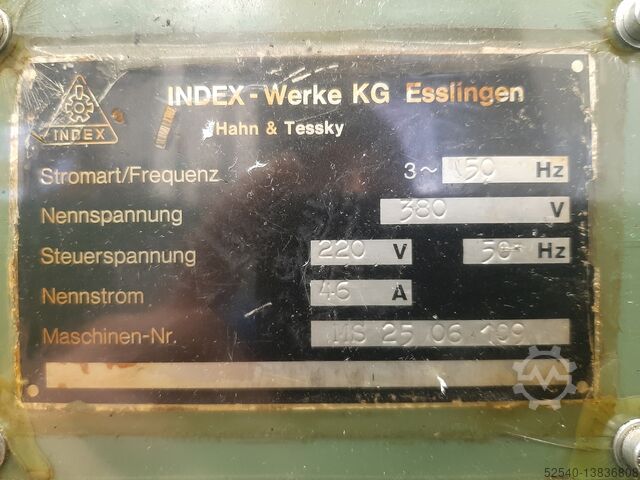 INDEX-Werke KG Esslingen
Hahn & Tessky
INDEX
Stromart/Frequenz 3~ 50 Hz
Nennspannung 380 V
Steuerspannung 220 V 50 Hz
Nennstrom 46 A
Maschinen-Nr. MS 25 06 109
52540-13836808